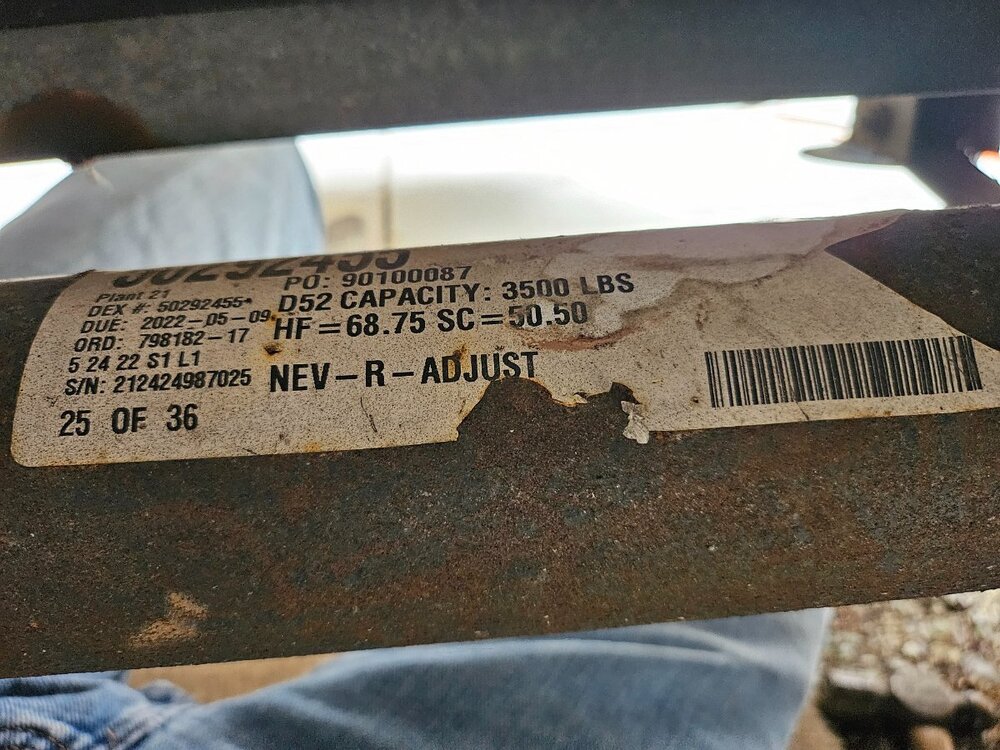 50292455
Plant 21
DEX #: 50292455*
DUE: 2022-05-09
ORD: 798182-17
5 24 22 S1 L1
S/N: 212424987025
25 OF 36
PO: 90100087
D52 CAPACITY: 3500 LBS
HF=68.75 SC=50.50
NEV-R-ADJUST